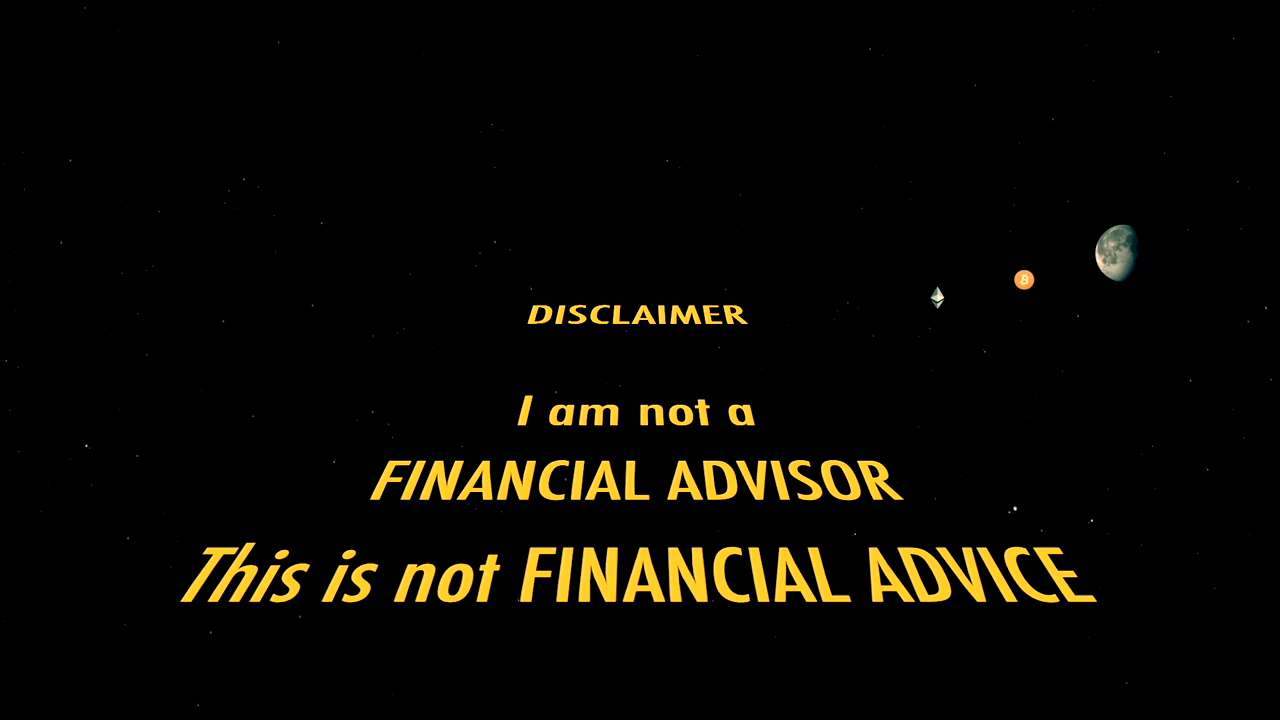 DISCLAIMER
I am not a
FINANCIAL ADVISOR
This is not FINANCIAL ADVICE